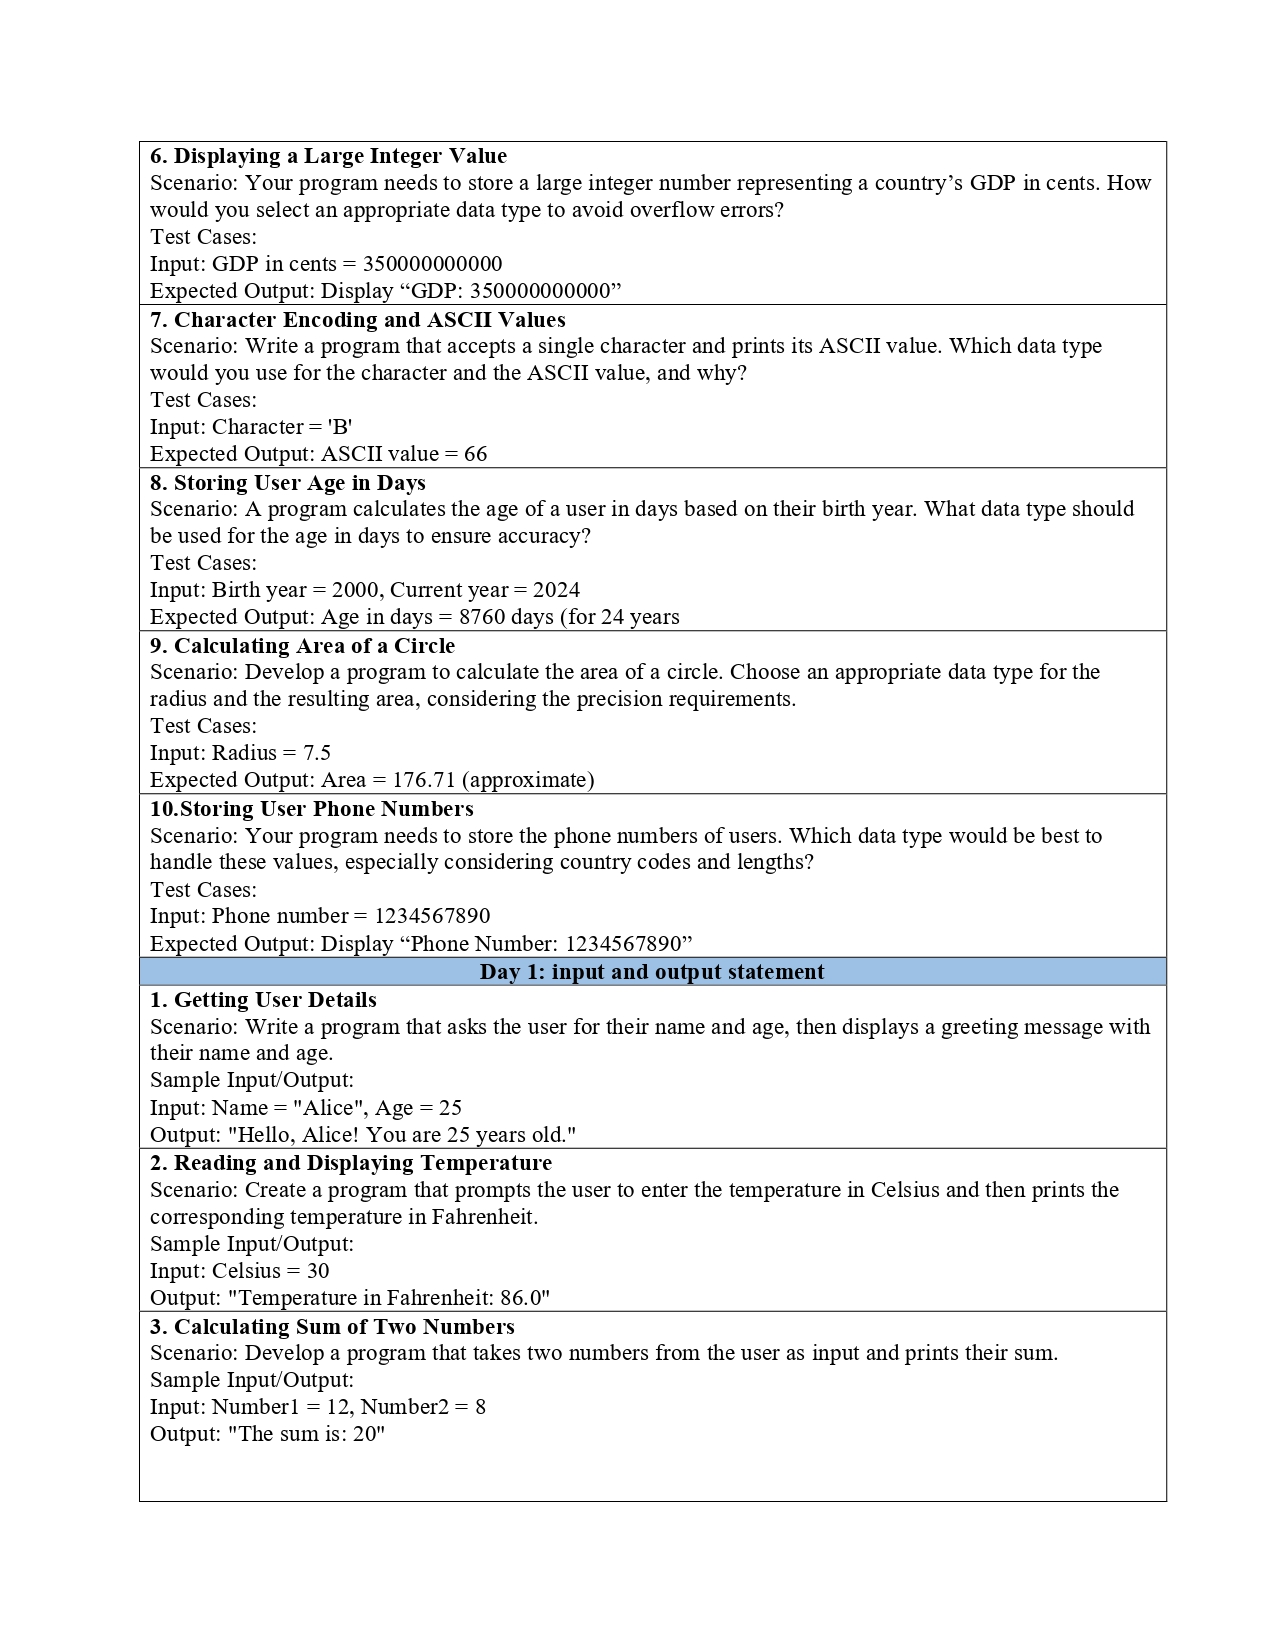 6. Displaying a Large Integer Value
Scenario: Your program needs to store a large integer number representing a country’s GDP in cents. How
would you select an appropriate data type to avoid overflow errors?
Test Cases:
Input: GDP in cents = 350000000000
Expected Output: Display “GDP: 350000000000”
7. Character Encoding and ASCII Values
Scenario: Write a program that accepts a single character and prints its ASCII value. Which data type
would you use for the character and the ASCII value, and why?
Test Cases:
Input: Character = 'B'
Expected Output: ASCII value = 66
8. Storing User Age in Days
Scenario: A program calculates the age of a user in days based on their birth year. What data type should
be used for the age in days to ensure accuracy?
Test Cases:
Input: Birth year = 2000, Current year = 2024
Expected Output: Age in days = 8760 days (for 24 years
9. Calculating Area of a Circle
Scenario: Develop a program to calculate the area of a circle. Choose an appropriate data type for the
radius and the resulting area, considering the precision requirements.
Test Cases:
Input: Radius = 7.5
Expected Output: Area = 176.71 (approximate)
10.Storing User Phone Numbers
Scenario: Your program needs to store the phone numbers of users. Which data type would be best to
handle these values, especially considering country codes and lengths?
Test Cases:
Input: Phone number = 1234567890
Expected Output: Display “Phone Number: 1234567890”
Day 1: input and output statement
1. Getting User Details
Scenario: Write a program that asks the user for their name and age, then displays a greeting message with
their name and age.
Sample Input/Output:
Input: Name = "Alice", Age = 25
Output: "Hello, Alice! You are 25 years old."
2. Reading and Displaying Temperature
Scenario: Create a program that prompts the user to enter the temperature in Celsius and then prints the
corresponding temperature in Fahrenheit.
Sample Input/Output:
Input: Celsius = 30
Output: "Temperature in Fahrenheit: 86.0"
3. Calculating Sum of Two Numbers
Scenario: Develop a program that takes two numbers from the user as input and prints their sum.
Sample Input/Output:
Input: Number1 = 12, Number2 = 8
Output: "The sum is: 20"